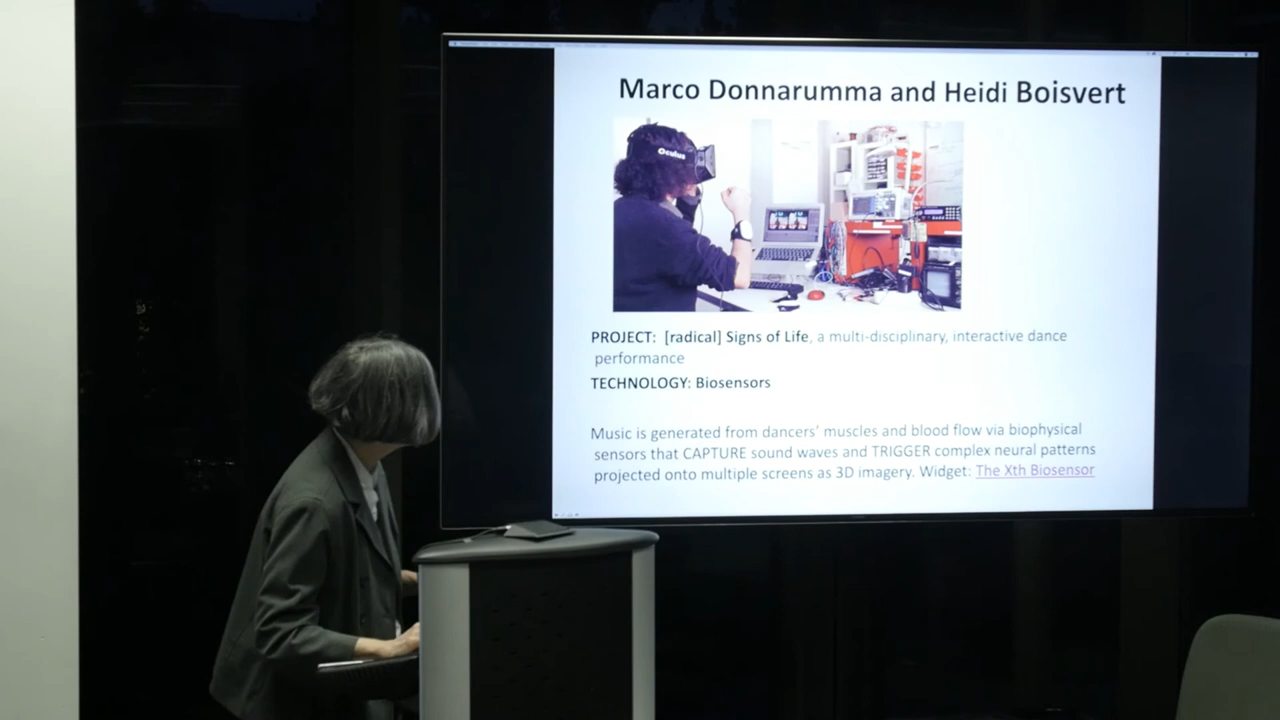 Marco Donnarumma and Heidi Boisvert
Oculus
PROJECT: [radical] Signs of Life, a multi-disciplinary, interactive dance
performance
TECHNOLOGY: Biosensors
Music is generated from dancers’ muscles and blood flow via biophysical
sensors that CAPTURE sound waves and TRIGGER complex neural patterns
projected onto multiple screens as 3D imagery. Widget: The Xth Biosensor